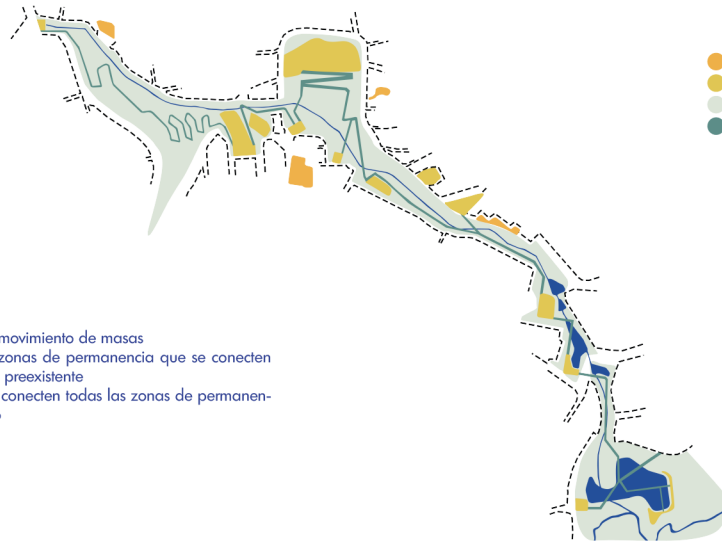 movimiento de masas
zonas de permanencia que se conecten
preexistente
conecten todas las zonas de permanen-